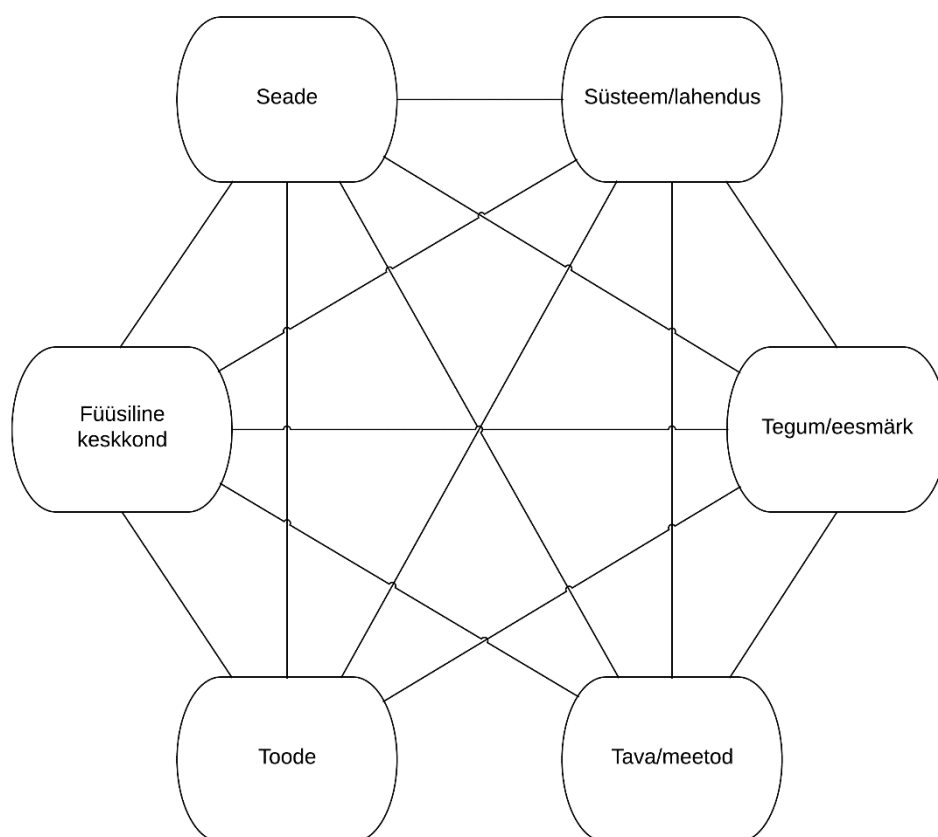 Seade
Süsteem/lahendus
Füüsiline
keskkond
Tegum/eesmärk
Toode
Tava/meetod